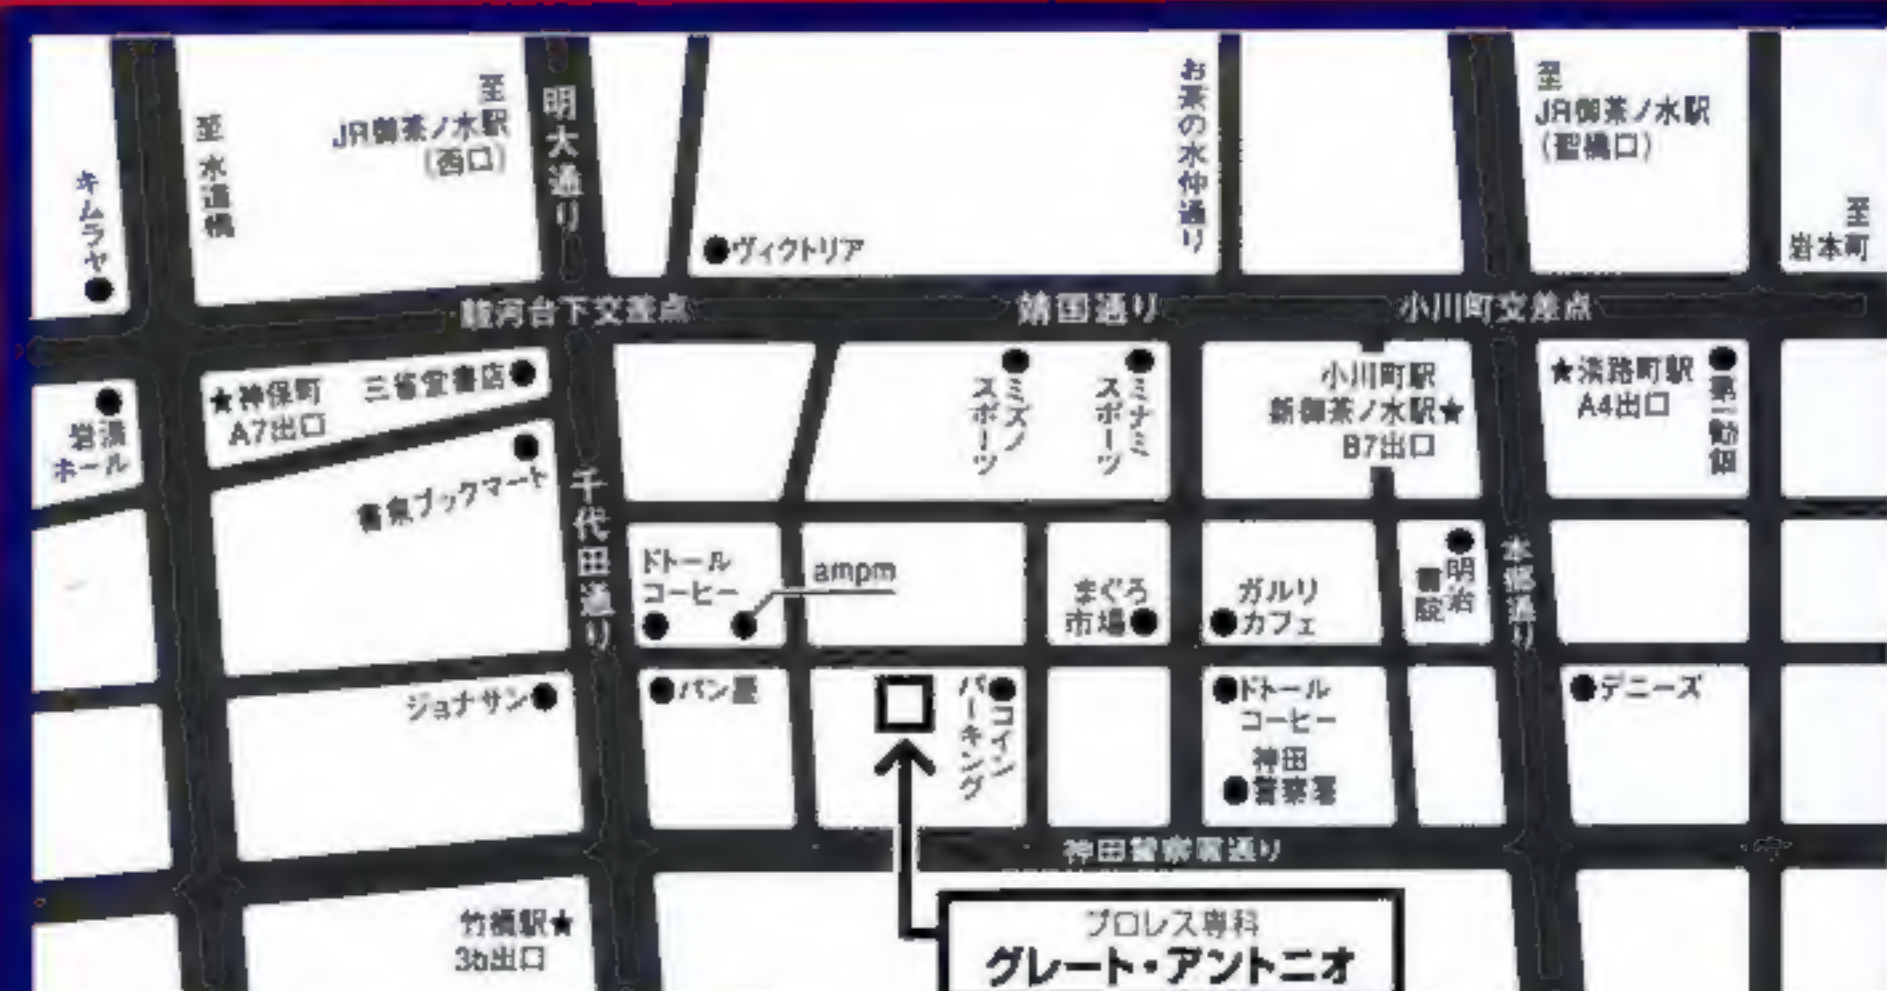 至
水道橋
至
JR御茶ノ水駅
(西口)
明大通り
キムラヤ
ヴィクトリア
お茶の水仲通り
至
JR御茶ノ水駅
(聖橋口)
至
岩本町
駿河台下交差点
靖国通り
小川町交差点
岩波
ホール
★神保町
A7出口
三省堂書店
書泉ブックマート
千代田通り
ミズノ
スポーツ
ミナミ
スポーツ
小川町駅
新御茶ノ水駅★
B7出口
★淡路町駅
A4出口
第一勧銀
ドトール
コーヒー
ampm
まぐろ
市場
ガルリ
カフェ
明治
書院
本郷通り
ジョナサン
パン屋
コイン
パーキング
ドトール
コーヒー
神田
警察署
デニーズ
神田警察署通り
竹橋駅★
3b出口
プロレス専科
グレート・アントニオ